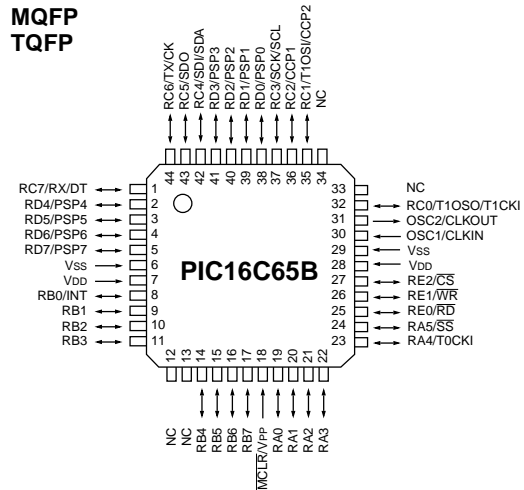 MQFP
TQFP
RC6/TX/CK
RC5/SDO
RC4/SDI/SDA
RD3/PSP3
RD2/PSP2
RD1/PSP1
RD0/PSP0
RC3/SCK/SCL
RC2/CCP1
RC1/T1OSI/CCP2
NC
44
43
42
41
40
39
38
37
36
35
34
RC7/RX/DT 1
RD4/PSP4 2
RD5/PSP5 3
RD6/PSP6 4
RD7/PSP7 5
VSS 6
VDD 7
RB0/INT 8
RB1 9
RB2 10
RB3 11
PIC16C65B
33 NC
32 RC0/T1OSO/T1CKI
31 OSC2/CLKOUT
30 OSC1/CLKIN
29 VSS
28 VDD
27 RE2/CS
26 RE1/WR
25 RE0/RD
24 RA5/SS
23 RA4/T0CKI
12
13
14
15
16
17
18
19
20
21
22
NC
NC
RB4
RB5
RB6
RB7
MCLR/VPP
RA0
RA1
RA2
RA3